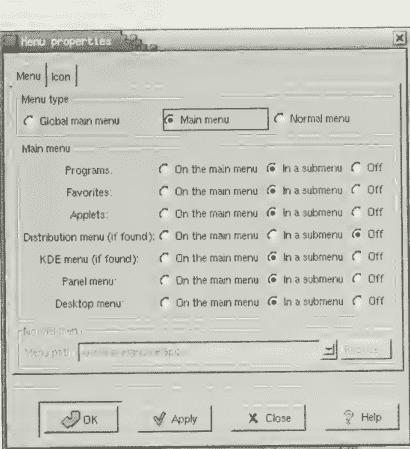 Menu properties
Menu Icon
Menu type
Global main menu Main menu Normal menu
Main menu
Programs: On the main menu In a submenu Off
Favorites: On the main menu In a submenu Off
Applets: On the main menu In a submenu Off
Distribution menu (if found): On the main menu In a submenu Off
KDE menu (if found): On the main menu In a submenu Off
Panel menu: On the main menu In a submenu Off
Desktop menu: On the main menu In a submenu Off
Normal menu
Menu path:
OK Apply Close Help